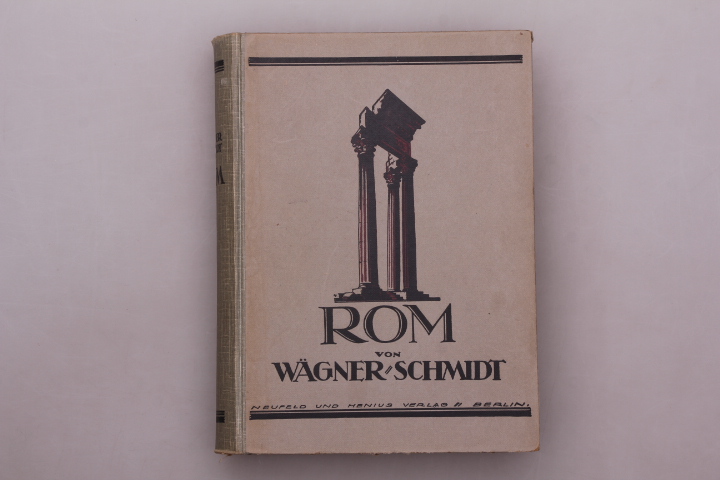 ROM
VON
WÄGNER // SCHMIDT
NEUFELD UND HENIUS VERLAG // BERLIN.